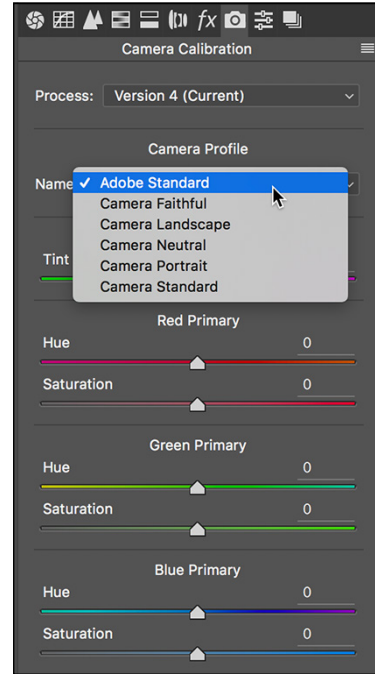 fx
Camera Calibration
Process: Version 4 (Current)
Camera Profile
Name ✓ Adobe Standard
Camera Faithful
Camera Landscape
Camera Neutral
Camera Portrait
Camera Standard
Tint
Red Primary
Hue 0
Saturation 0
Green Primary
Hue 0
Saturation 0
Blue Primary
Hue 0
Saturation 0